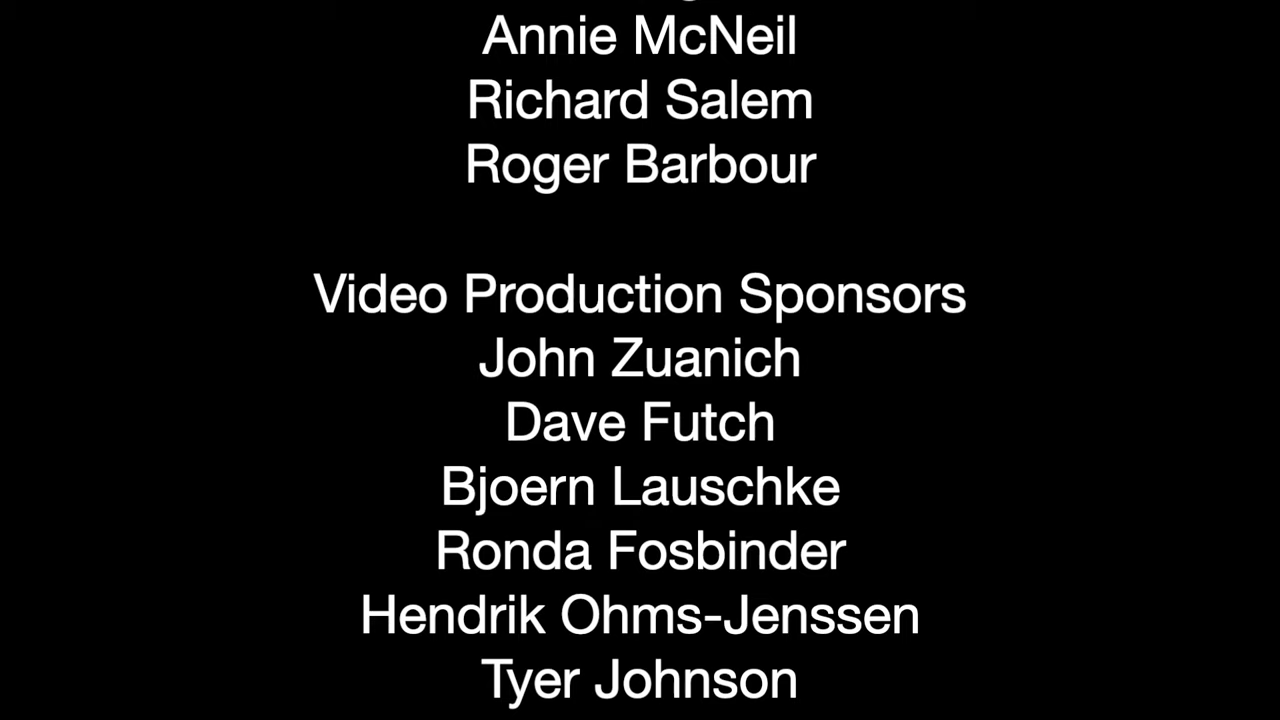 Annie McNeil
Richard Salem
Roger Barbour
Video Production Sponsors
John Zuanich
Dave Futch
Bjoern Lauschke
Ronda Fosbinder
Hendrik Ohms-Jenssen
Tyer Johnson